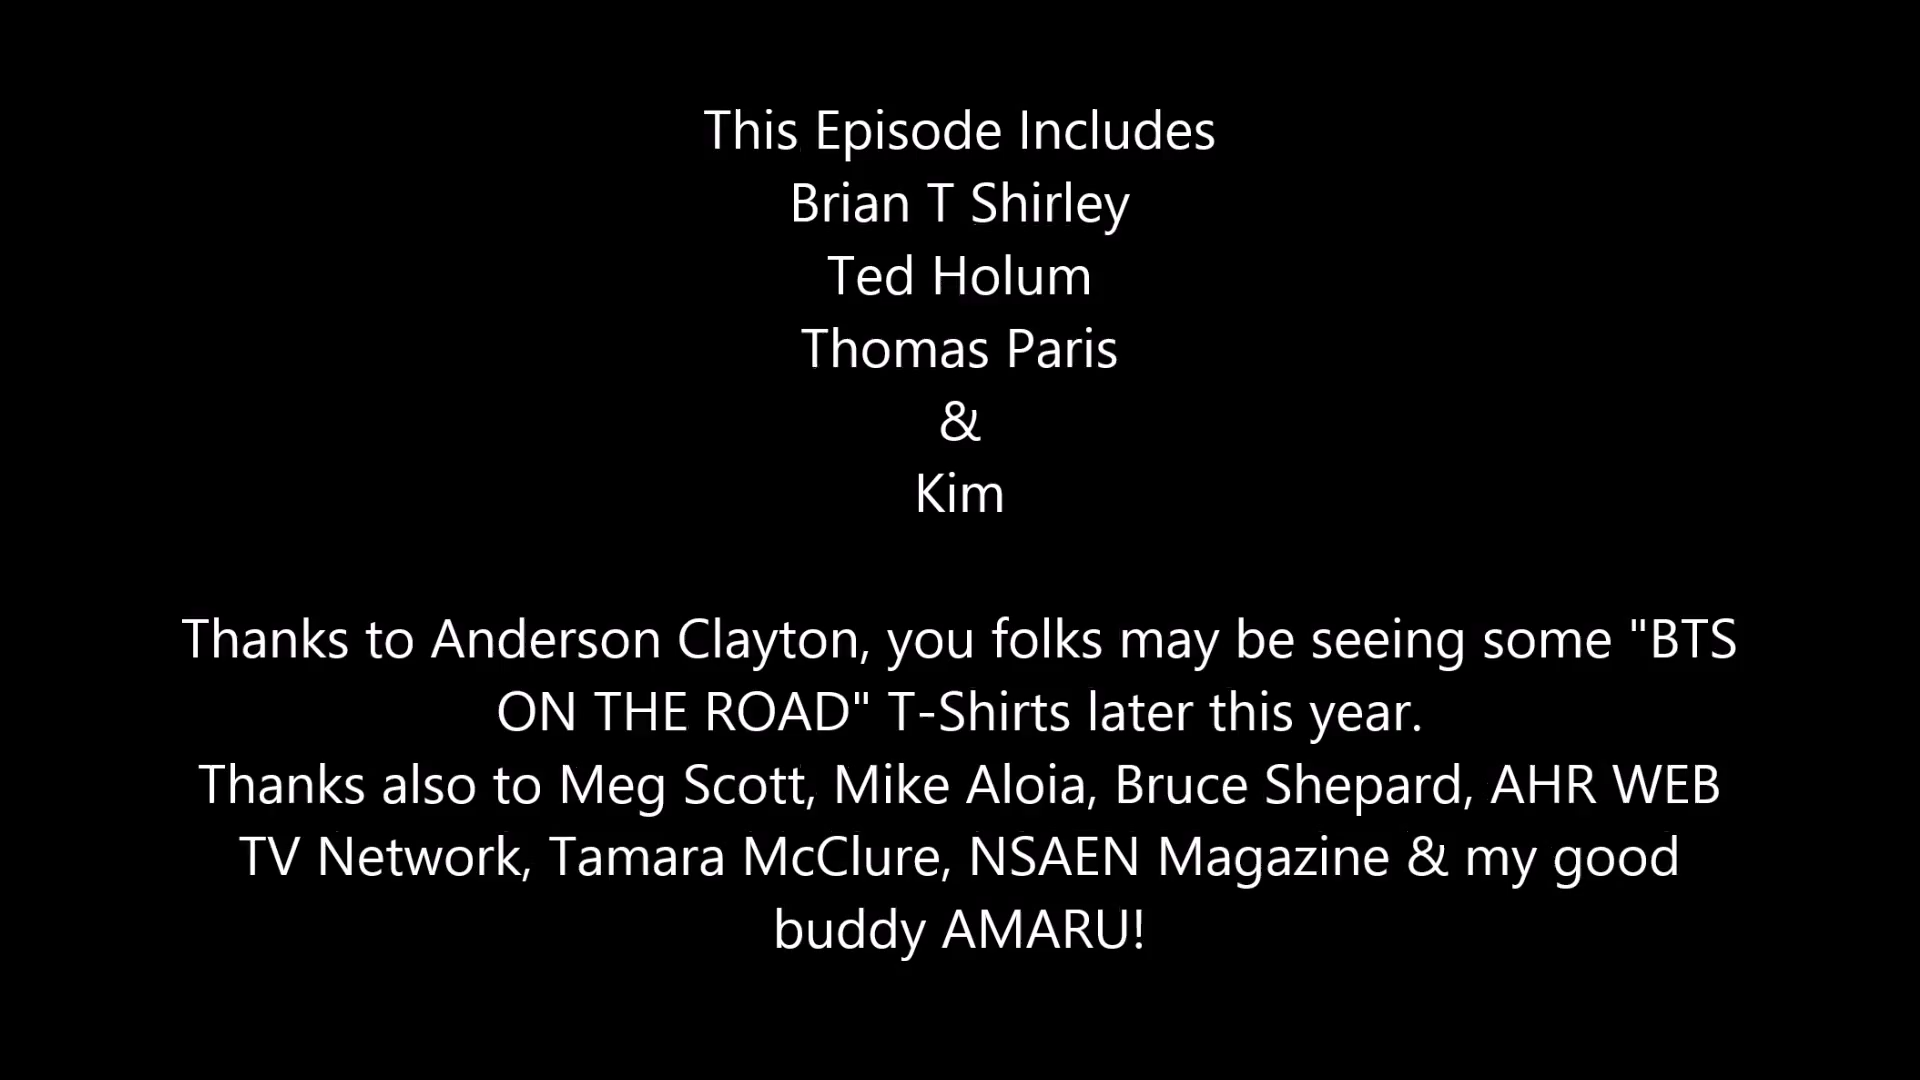 This Episode Includes
Brian T Shirley
Ted Holum
Thomas Paris
&
Kim
Thanks to Anderson Clayton, you folks may be seeing some "BTS
ON THE ROAD" T-Shirts later this year.
Thanks also to Meg Scott, Mike Aloia, Bruce Shepard, AHR WEB
TV Network, Tamara McClure, NSAEN Magazine & my good
buddy AMARU!